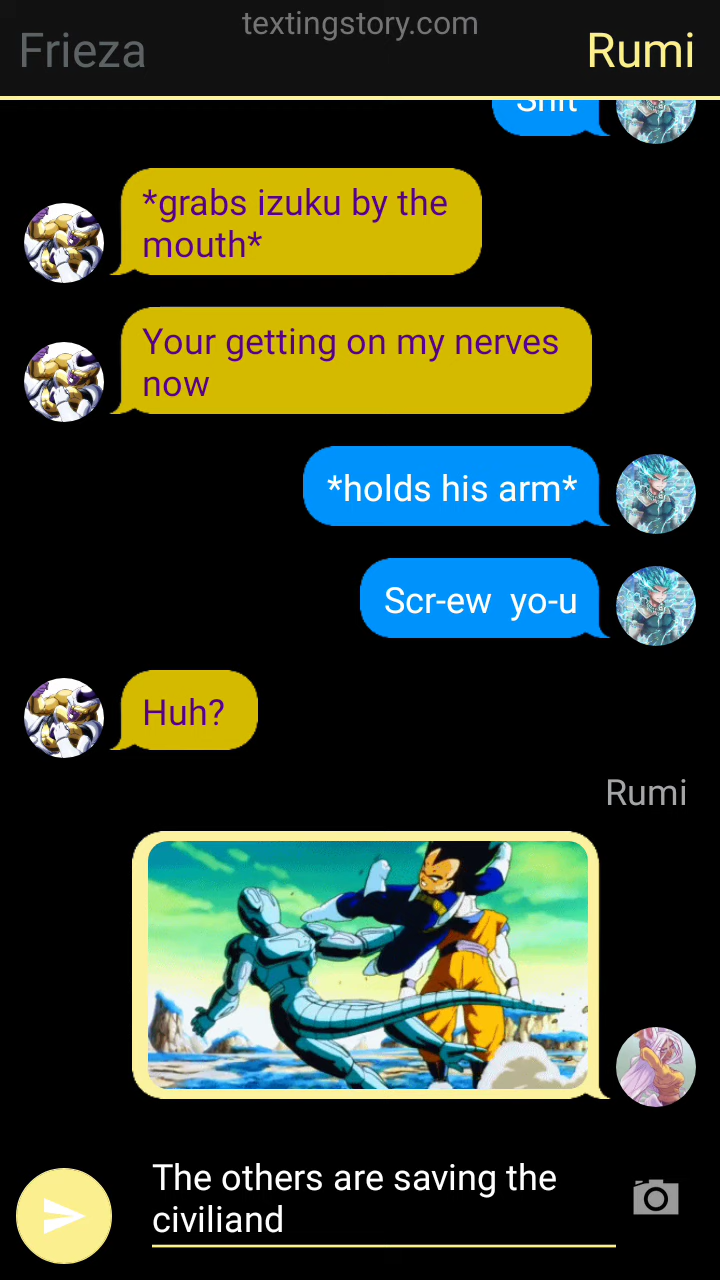 textingstory.com
Frieza
Rumi
Shit
*grabs izuku by the
mouth*
Your getting on my nerves
now
*holds his arm*
Scr-ew yo-u
Huh?
Rumi
The others are saving the
civiliand